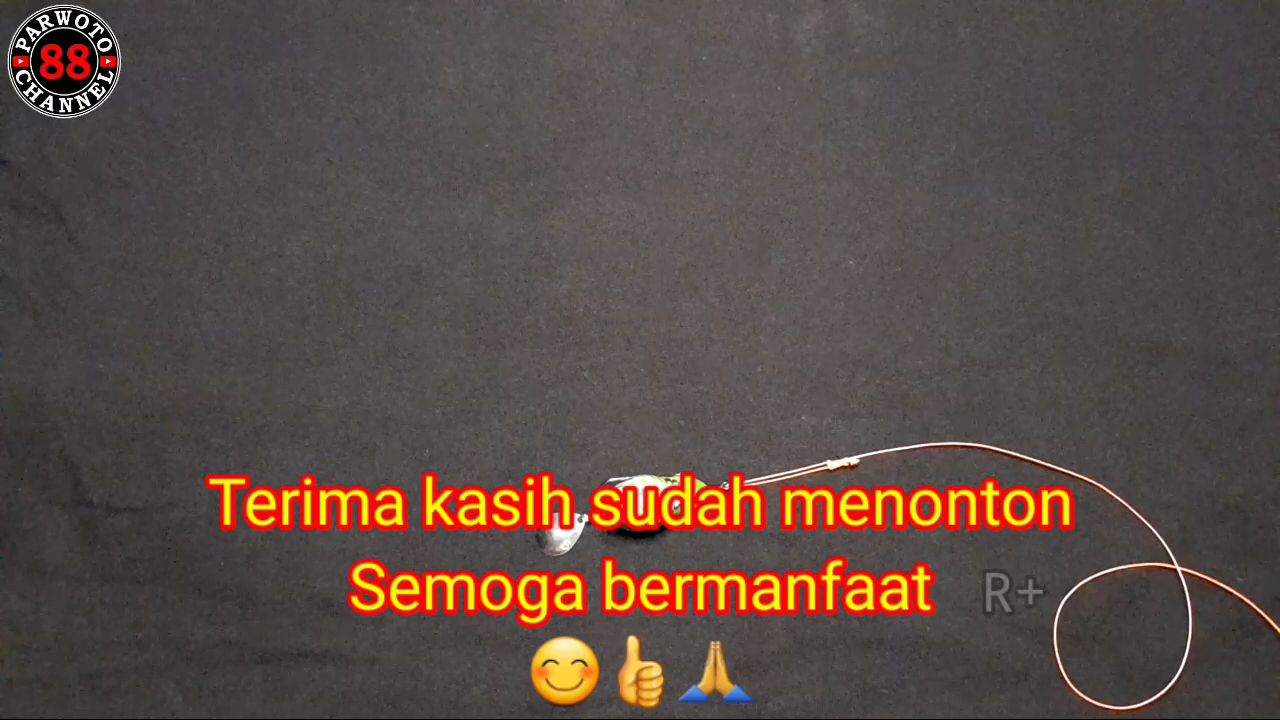 PARWOTO
88
CHANNEL
Terima kasih sudah menonton
Semoga bermanfaat
R+